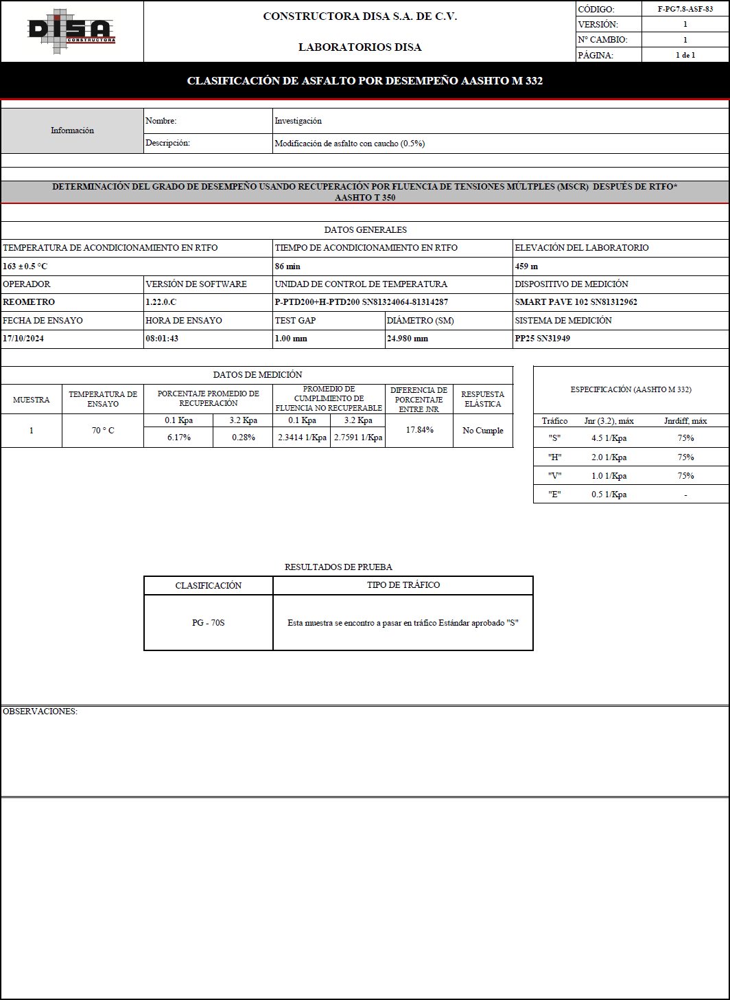 DISA
CONSTRUCTORA
CONSTRUCTORA DISA S.A. DE C.V.
LABORATORIOS DISA
CÓDIGO: F-PG7.8-ASF-83
VERSIÓN: 1
N° CAMBIO: 1
PÁGINA: 1 de 1
CLASIFICACIÓN DE ASFALTO POR DESEMPEÑO AASHTO M 332
Información
Nombre: Investigación
Descripción: Modificación de asfalto con caucho (0.5%)
DETERMINACIÓN DEL GRADO DE DESEMPEÑO USANDO RECUPERACIÓN POR FLUENCIA DE TENSIONES MÚLTPLES (MSCR) DESPUÉS DE RTFO*
AASHTO T 350
DATOS GENERALES
TEMPERATURA DE ACONDICIONAMIENTO EN RTFO TIEMPO DE ACONDICIONAMIENTO EN RTFO ELEVACIÓN DEL LABORATORIO
163 ± 0.5 °C 86 min 459 m
OPERADOR VERSIÓN DE SOFTWARE UNIDAD DE CONTROL DE TEMPERATURA DISPOSITIVO DE MEDICIÓN
REOMETRO 1.22.0.C P-PTD200+H-PTD200 SN81324064-81314287 SMART PAVE 102 SN81312962
FECHA DE ENSAYO HORA DE ENSAYO TEST GAP DIÁMETRO (SM) SISTEMA DE MEDICIÓN
17/10/2024 08:01:43 1.00 mm 24.980 mm PP25 SN31949
DATOS DE MEDICIÓN
MUESTRA
TEMPERATURA DE
ENSAYO
PORCENTAJE PROMEDIO DE
RECUPERACIÓN
PROMEDIO DE
CUMPLIMIENTO DE
FLUENCIA NO RECUPERABLE
DIFERENCIA DE
PORCENTAJE
ENTRE JNR
RESPUESTA
ELÁSTICA
0.1 Kpa 3.2 Kpa 0.1 Kpa 3.2 Kpa
1 70 ° C 6.17% 0.28% 2.3414 1/Kpa 2.7591 1/Kpa 17.84% No Cumple
ESPECIFICACIÓN (AASHTO M 332)
Tráfico Jnr (3.2), máx Jnrdiff, máx
"S" 4.5 1/Kpa 75%
"H" 2.0 1/Kpa 75%
"V" 1.0 1/Kpa 75%
"E" 0.5 1/Kpa -
RESULTADOS DE PRUEBA
CLASIFICACIÓN TIPO DE TRÁFICO
PG - 70S Esta muestra se encontro a pasar en tráfico Estándar aprobado "S"
OBSERVACIONES: